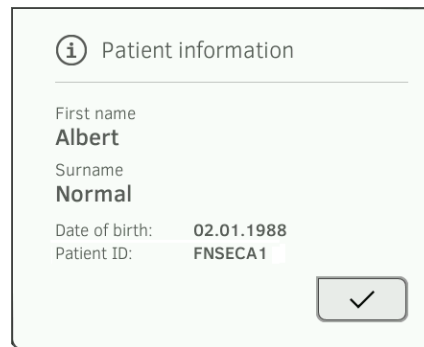 Patient information
First name
Albert
Surname
Normal
Date of birth: 02.01.1988
Patient ID: FNSECA1